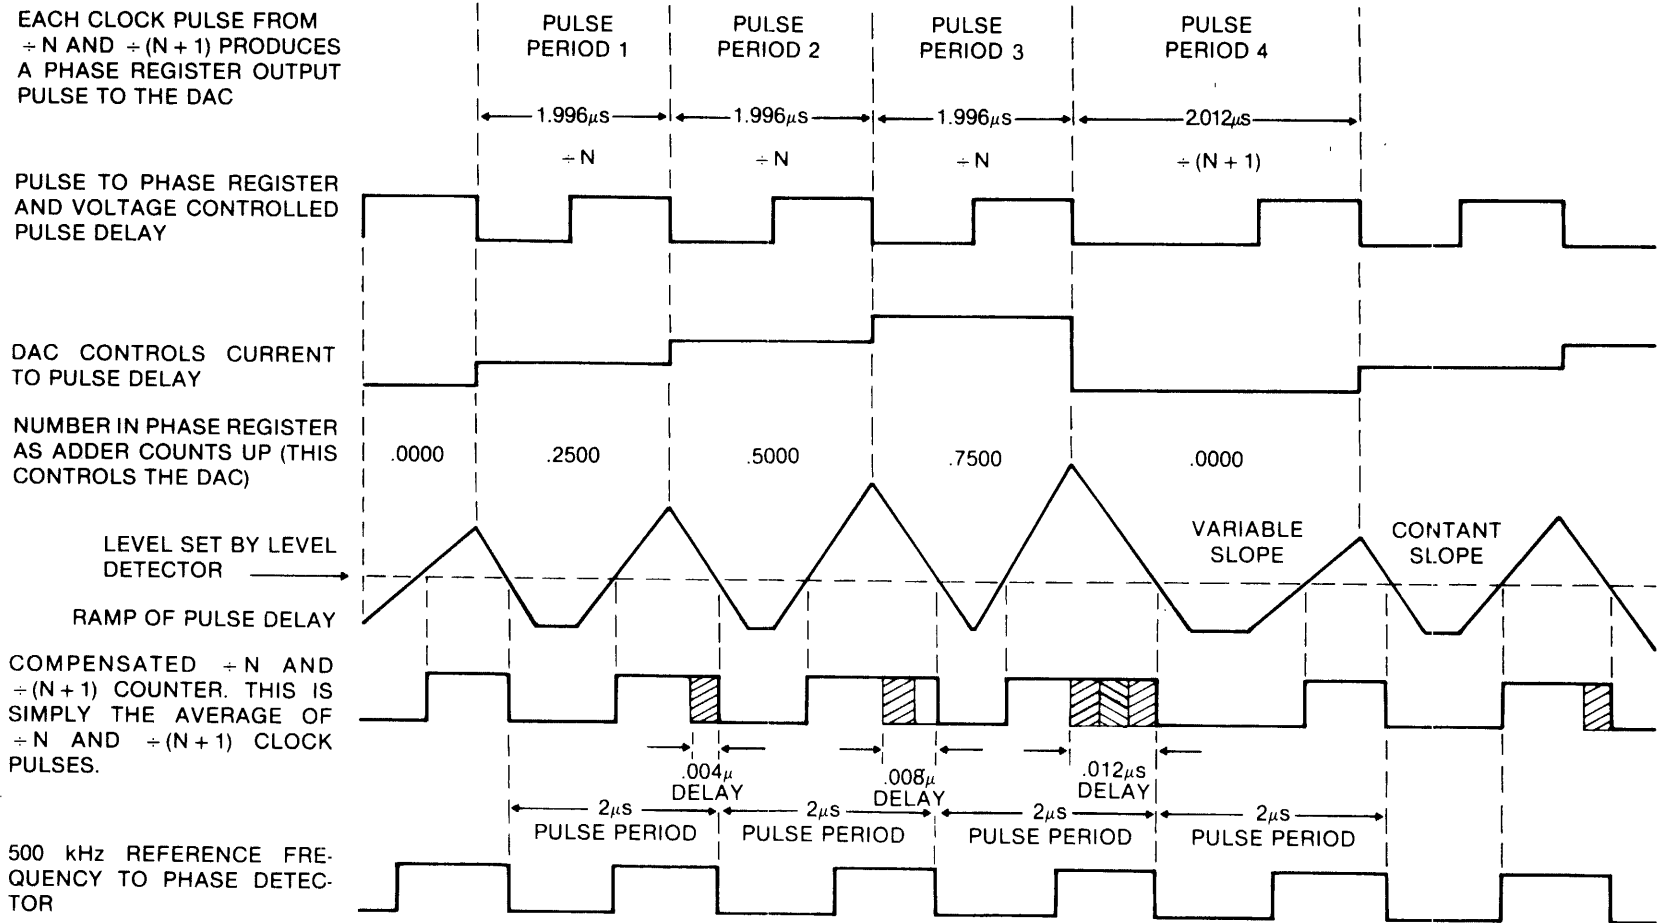 EACH CLOCK PULSE FROM
÷N AND ÷(N + 1) PRODUCES
A PHASE REGISTER OUTPUT
PULSE TO THE DAC
PULSE
PERIOD 1
PULSE
PERIOD 2
PULSE
PERIOD 3
PULSE
PERIOD 4
1.996µS
1.996µS
1.996µS
2.012µS
÷ N
÷ N
÷ N
÷ (N + 1)
PULSE TO PHASE REGISTER
AND VOLTAGE CONTROLLED
PULSE DELAY
DAC CONTROLS CURRENT
TO PULSE DELAY
NUMBER IN PHASE REGISTER
AS ADDER COUNTS UP (THIS
CONTROLS THE DAC)
.0000
.2500
.5000
.7500
.0000
LEVEL SET BY LEVEL
DETECTOR
VARIABLE
SLOPE
CONTANT
SLOPE
RAMP OF PULSE DELAY
COMPENSATED ÷ N AND
÷(N + 1) COUNTER. THIS IS
SIMPLY THE AVERAGE OF
÷ N AND ÷(N + 1) CLOCK
PULSES.
.004µ
DELAY
.008µ
DELAY
.012µs
DELAY
2µS
PULSE PERIOD
2µS
PULSE PERIOD
2µS
PULSE PERIOD
2µS
PULSE PERIOD
500 kHz REFERENCE FRE-
QUENCY TO PHASE DETEC-
TOR